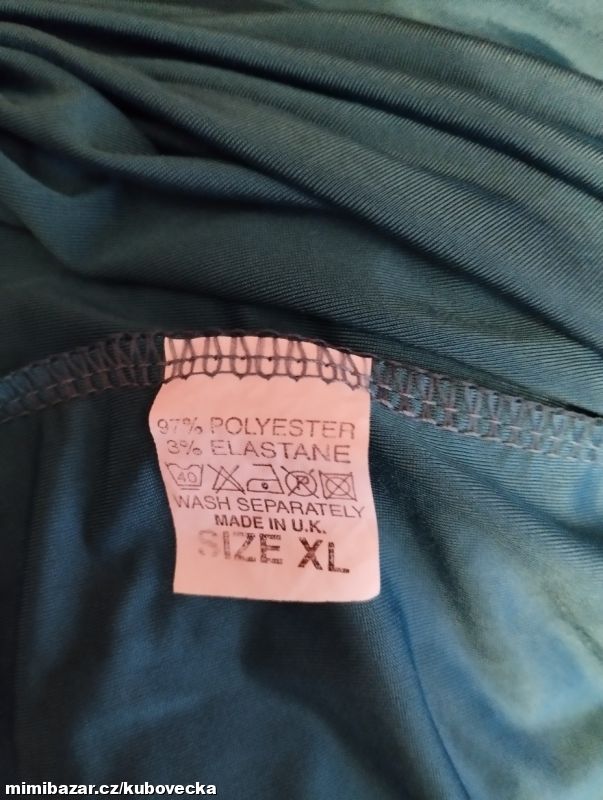 97% POLYESTER
3% ELASTANE
40 P
WASH SEPARATELY
MADE IN U.K.
SIZE XL
mimibazar.cz/kubovecka